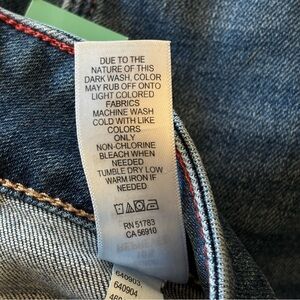 DUE TO THE
NATURE OF THIS
DARK WASH, COLOR
MAY RUB OFF ONTO
LIGHT COLORED
FABRICS
MACHINE WASH
COLD WITH LIKE
COLORS
ONLY
NON-CHLORINE
BLEACH WHEN
NEEDED
TUMBLE DRY LOW
WARM IRON IF
NEEDED
RN 51783
CA 56910
640903,
640904